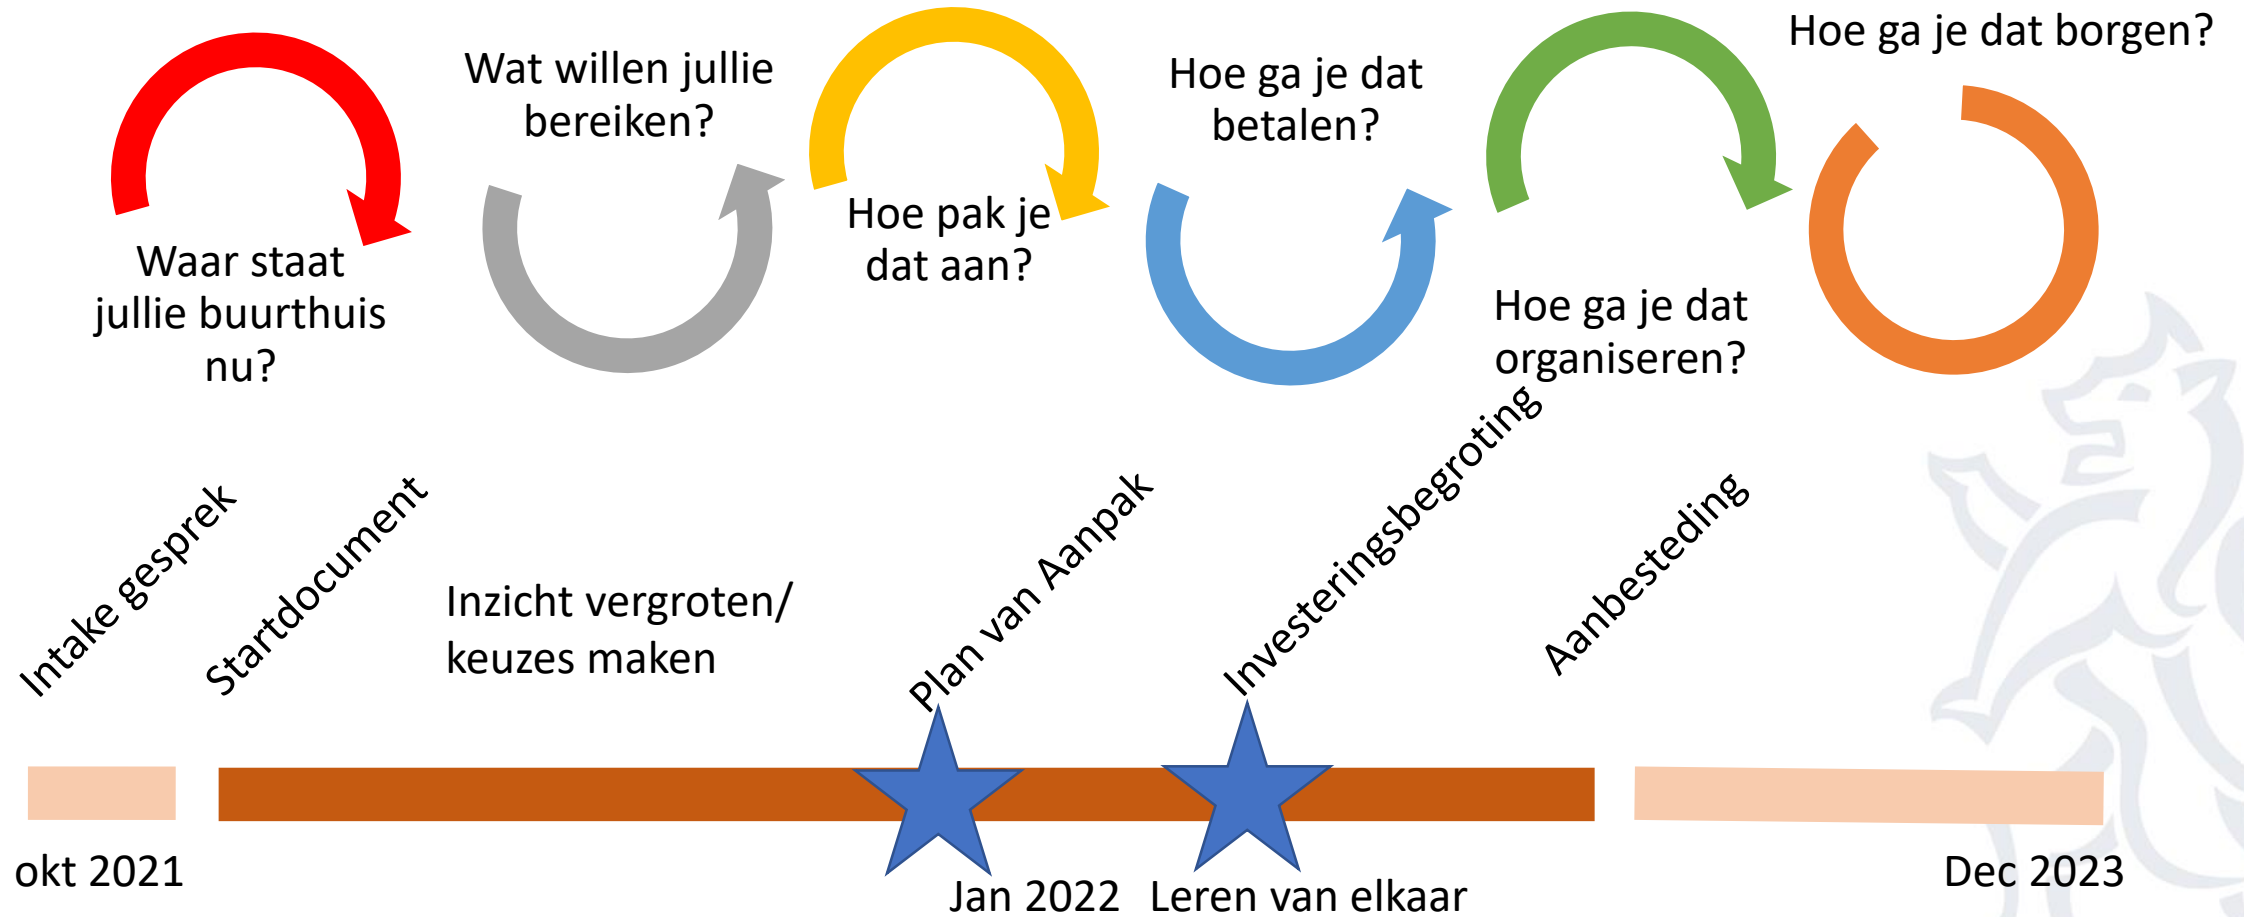 Waar staat
jullie buurthuis
nu?
Wat willen jullie
bereiken?
Hoe pak je
dat aan?
Hoe ga je dat
betalen?
Hoe ga je dat
organiseren?
Hoe ga je dat borgen?
Intake gesprek
Startdocument
Inzicht vergroten/
keuzes maken
Plan van Aanpak
Investeringsbegroting
Aanbesteding
okt 2021
Jan 2022
Leren van elkaar
Dec 2023